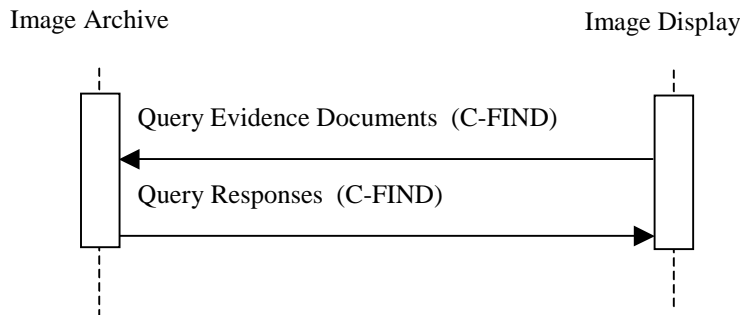 Image Archive
Image Display
Query Evidence Documents (C-FIND)
Query Responses (C-FIND)